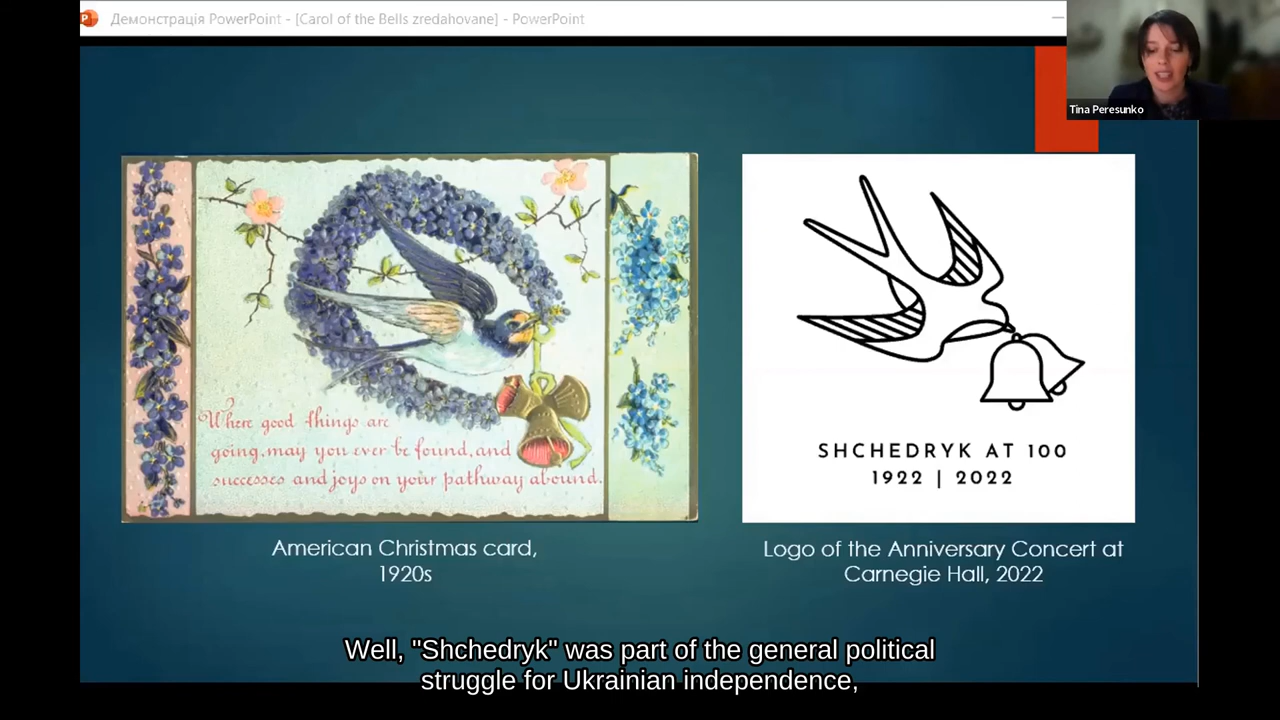 Демонстрація PowerPoint - [Carol of the Bells zredahovane] - PowerPoint
Tina Peresunko
Where good things are
going, may you ever be found, and
successes and joys on your pathway abound.
SHCHEDRYK AT 100
1922 | 2022
American Christmas card,
1920s
Logo of the Anniversary Concert at
Carnegie Hall, 2022
Well, "Shchedryk" was part of the general political
struggle for Ukrainian independence,